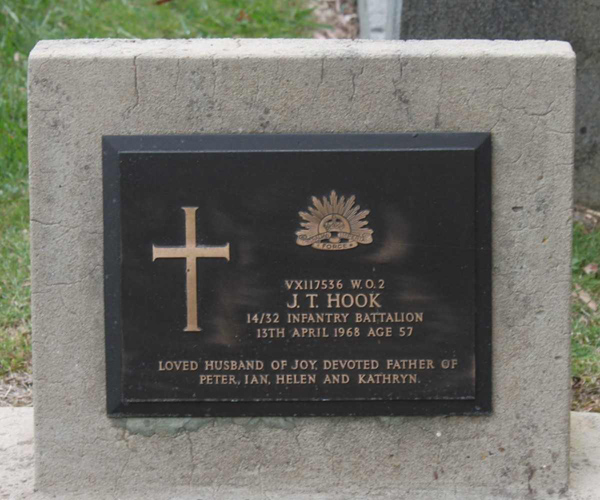 FORCE
VX117536 W.O.2
J. T. HOOK
14/32 INFANTRY BATTALION
13TH APRIL 1968 AGE 57
LOVED HUSBAND OF JOY, DEVOTED FATHER OF
PETER, IAN, HELEN AND KATHRYN.